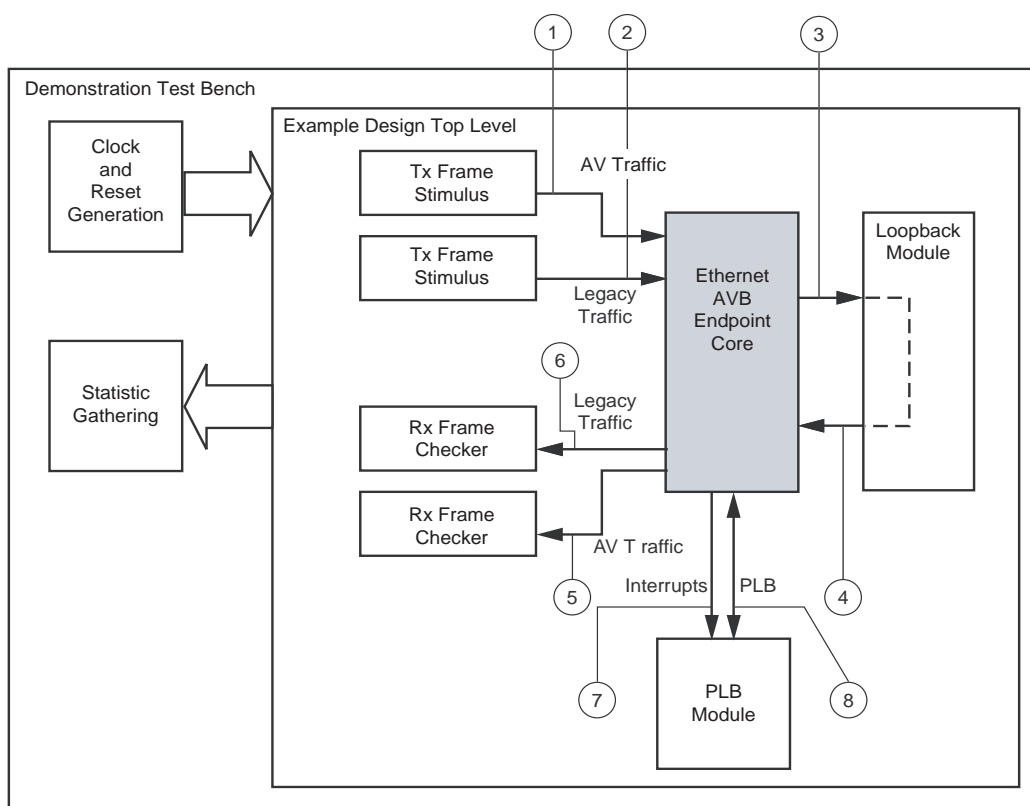 1
2
3
Demonstration Test Bench
Clock
and
Reset
Generation
Example Design Top Level
Tx Frame
Stimulus
AV Traffic
Tx Frame
Stimulus
Legacy
Traffic
Ethernet
AVB
Endpoint
Core
Loopback
Module
6
Statistic
Gathering
Legacy
Traffic
Rx Frame
Checker
Rx Frame
Checker
AV T raffic
5
Interrupts
PLB
4
7
PLB
Module
8